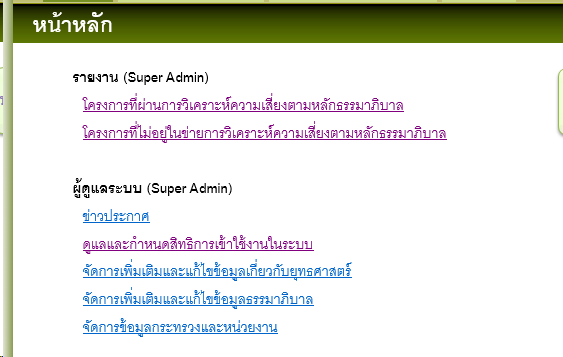 หน้าหลัก
รายงาน (Super Admin)
โครงการที่ผ่านการวิเคราะห์ความเสี่ยงตามหลักธรรมาภิบาล
โครงการที่ไม่อยู่ในข่ายการวิเคราะห์ความเสี่ยงตามหลักธรรมาภิบาล
ผู้ดูแลระบบ (Super Admin)
ข่าวประกาศ
ดูแลและกำหนดสิทธิการเข้าใช้งานในระบบ
จัดการเพิ่มเติมและแก้ไขข้อมูลเกี่ยวกับยุทธศาสตร์
จัดการเพิ่มเติมและแก้ไขข้อมูลธรรมาภิบาล
จัดการข้อมูลกระทรวงและหน่วยงาน